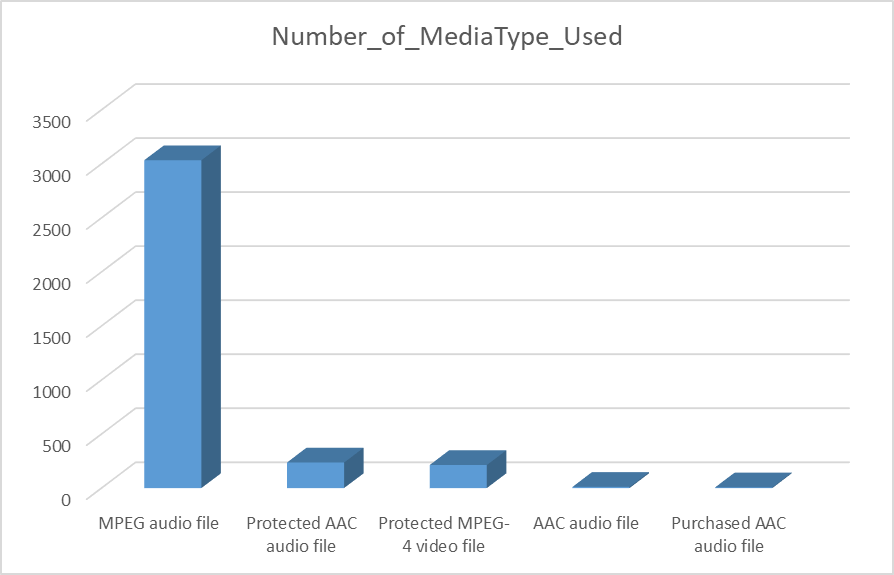 Number_of_MediaType_Used
3500
3000
2500
2000
1500
1000
500
0
MPEG audio file
Protected AAC
audio file
Protected MPEG-
4 video file
AAC audio file
Purchased AAC
audio file